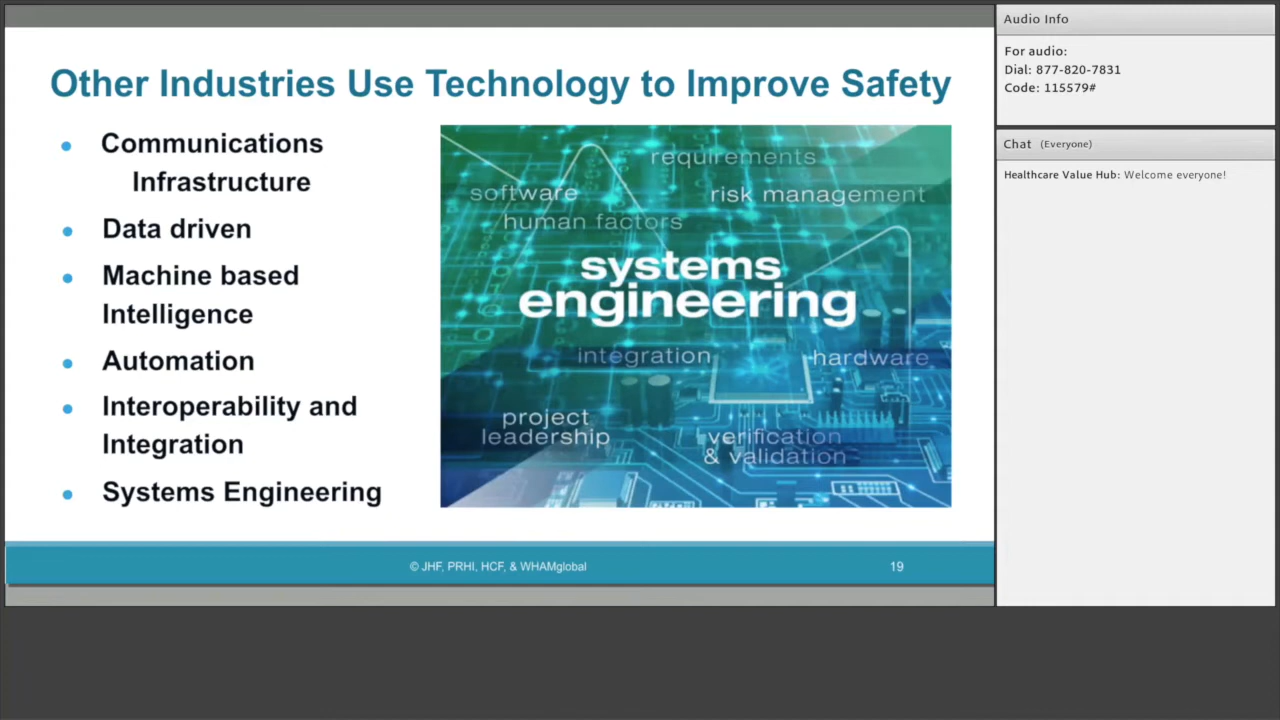 Other Industries Use Technology to Improve Safety
• Communications
Infrastructure
• Data driven
• Machine based
Intelligence
• Automation
• Interoperability and
Integration
• Systems Engineering
requirements
software
risk management
human factors
systems
engineering
integration
hardware
project
leadership
verification
& validation
© JHF, PRHI, HCF, & WHAMglobal
19
Audio Info
For audio:
Dial: 877-820-7831
Code: 115579#
Chat (Everyone)
Healthcare Value Hub: Welcome everyone!